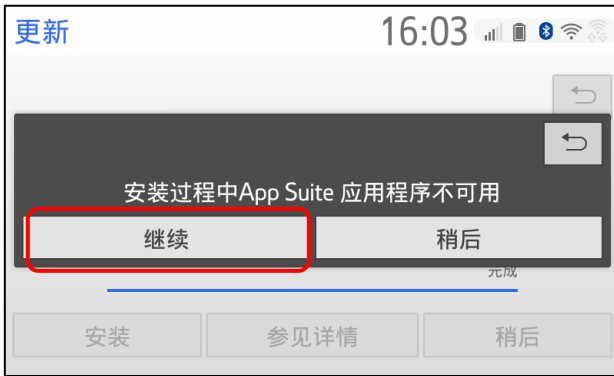 更新 16:03
安装过程中App Suite 应用程序不可用
继续 稍后
完成
安装 参见详情 稍后